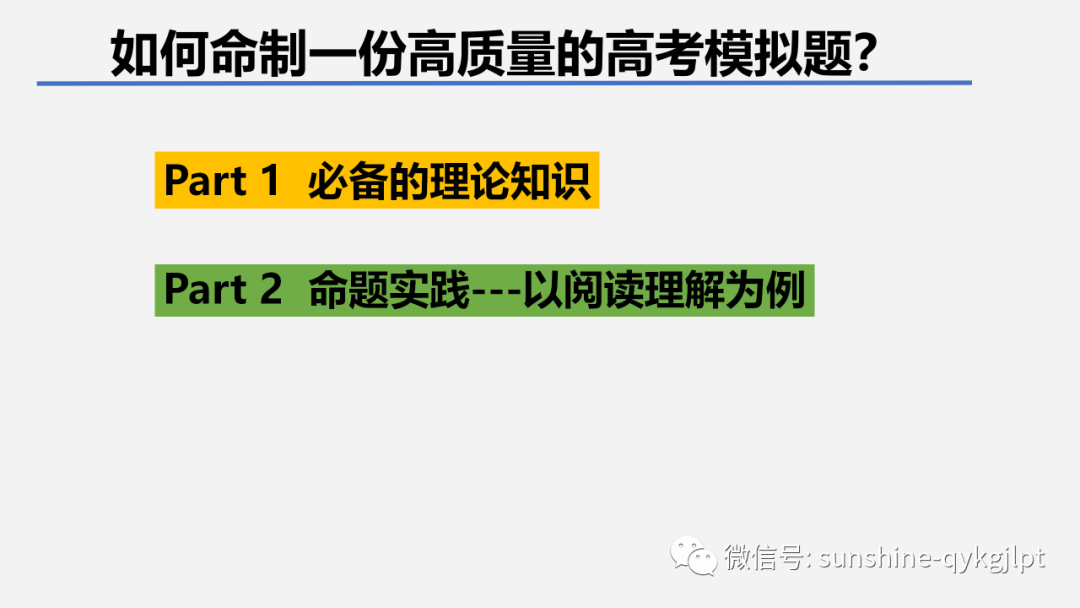 如何命制一份高质量的高考模拟题?
Part 1 必备的理论知识
Part 2 命题实践---以阅读理解为例
微信号: sunshine-qykgjlpt